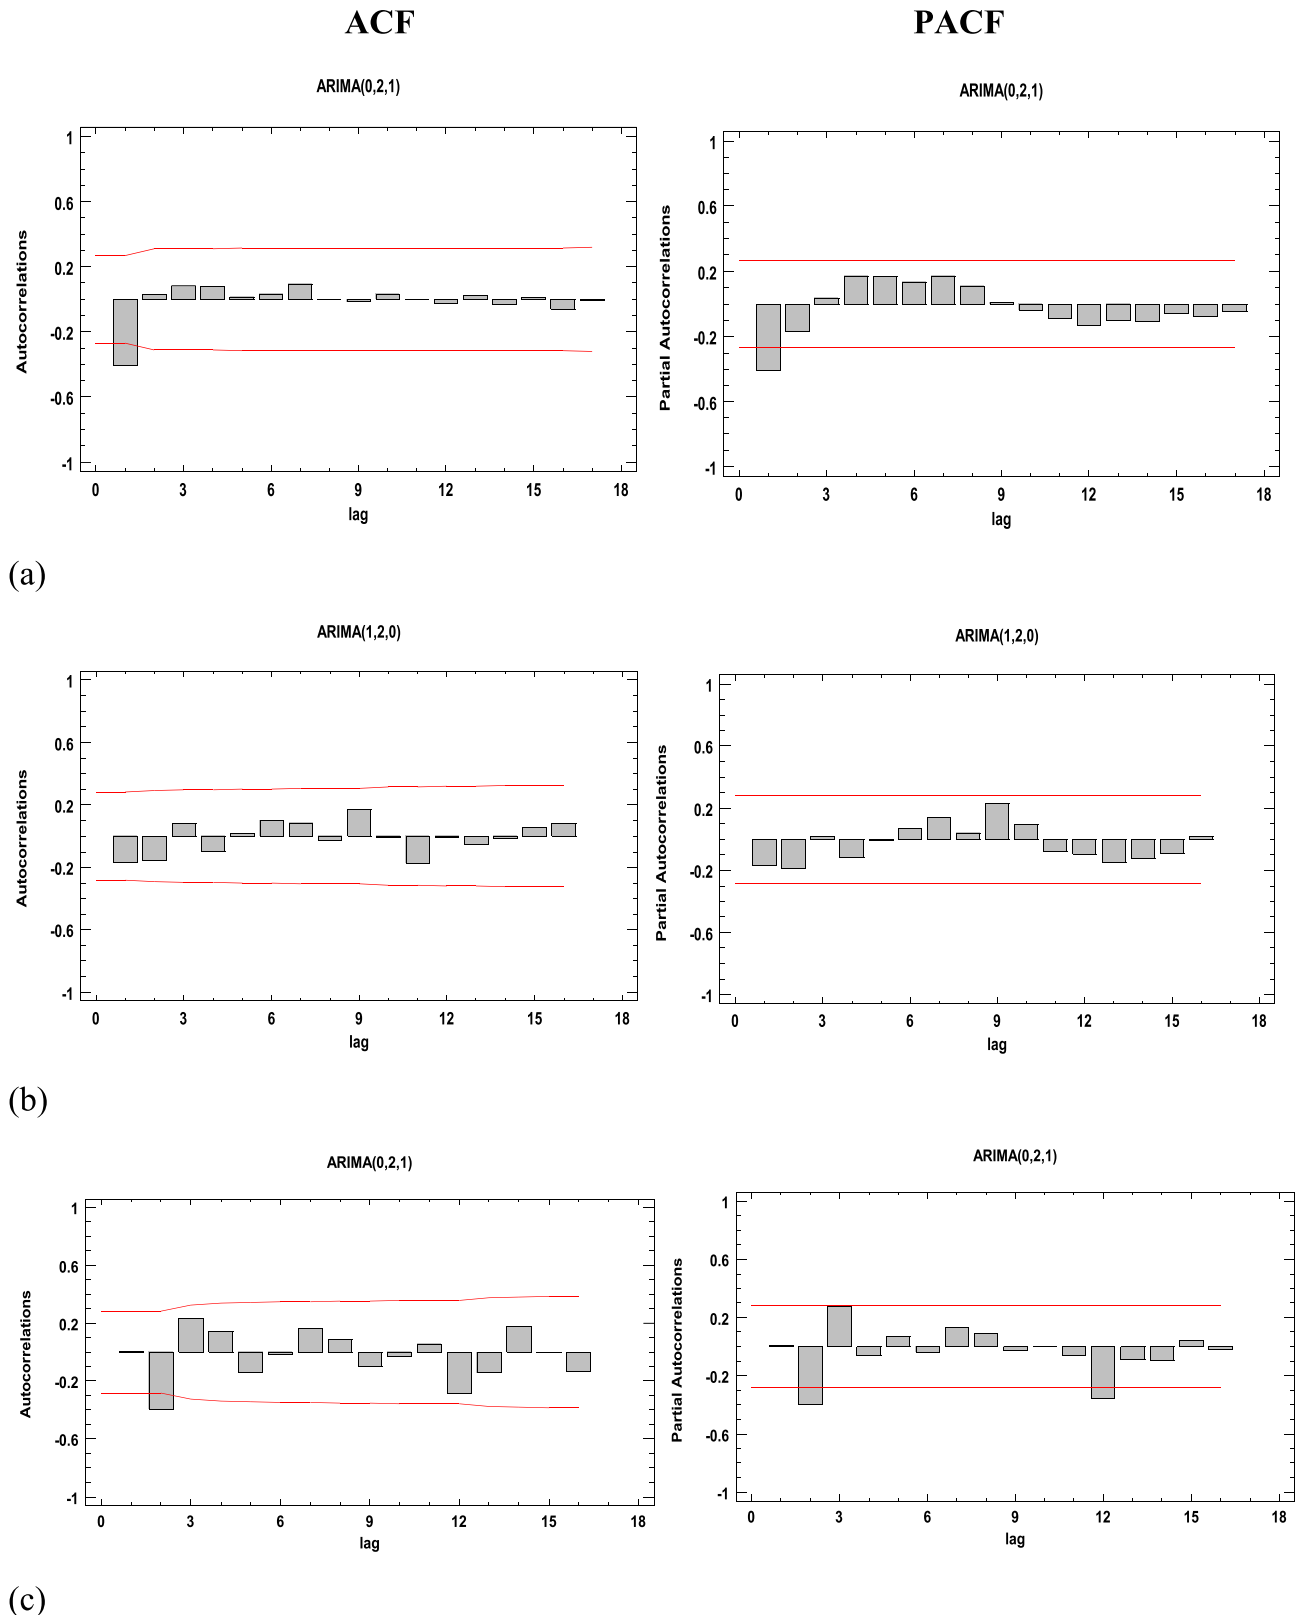 ACF
PACF
ARIMA(0,2,1)
ARIMA(0,2,1)
Autocorrelations
1
0.6
0.2
-0.2
-0.6
-1
0 3 6 9 12 15 18
lag
Partial Autocorrelations
1
0.6
0.2
-0.2
-0.6
-1
0 3 6 9 12 15 18
lag
(a)
ARIMA(1,2,0)
ARIMA(1,2,0)
Autocorrelations
1
0.6
0.2
-0.2
-0.6
-1
0 3 6 9 12 15 18
lag
Partial Autocorrelations
1
0.6
0.2
-0.2
-0.6
-1
0 3 6 9 12 15 18
lag
(b)
ARIMA(0,2,1)
ARIMA(0,2,1)
Autocorrelations
1
0.6
0.2
-0.2
-0.6
-1
0 3 6 9 12 15 18
lag
Partial Autocorrelations
1
0.6
0.2
-0.2
-0.6
-1
0 3 6 9 12 15 18
lag
(c)